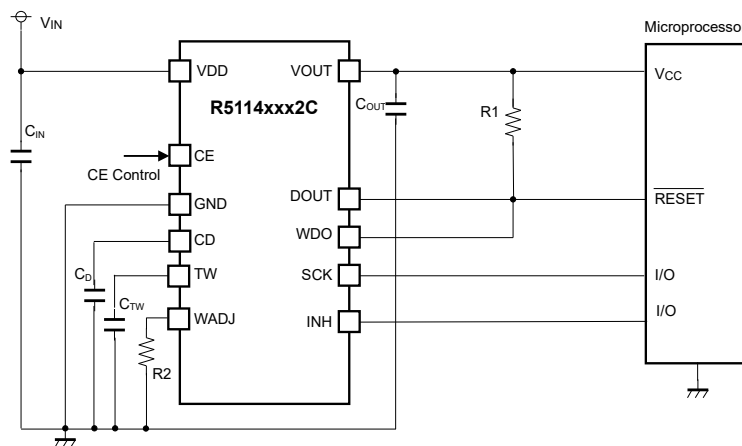 VIN
Microprocesso
VDD
VOUT
VCC
R5114xxx2C
COUT
R1
CIN
CE
CE Control
DOUT
RESET
GND
WDO
CD
SCK
I/O
CD
TW
CTW
I/O
WADJ
INH
R2